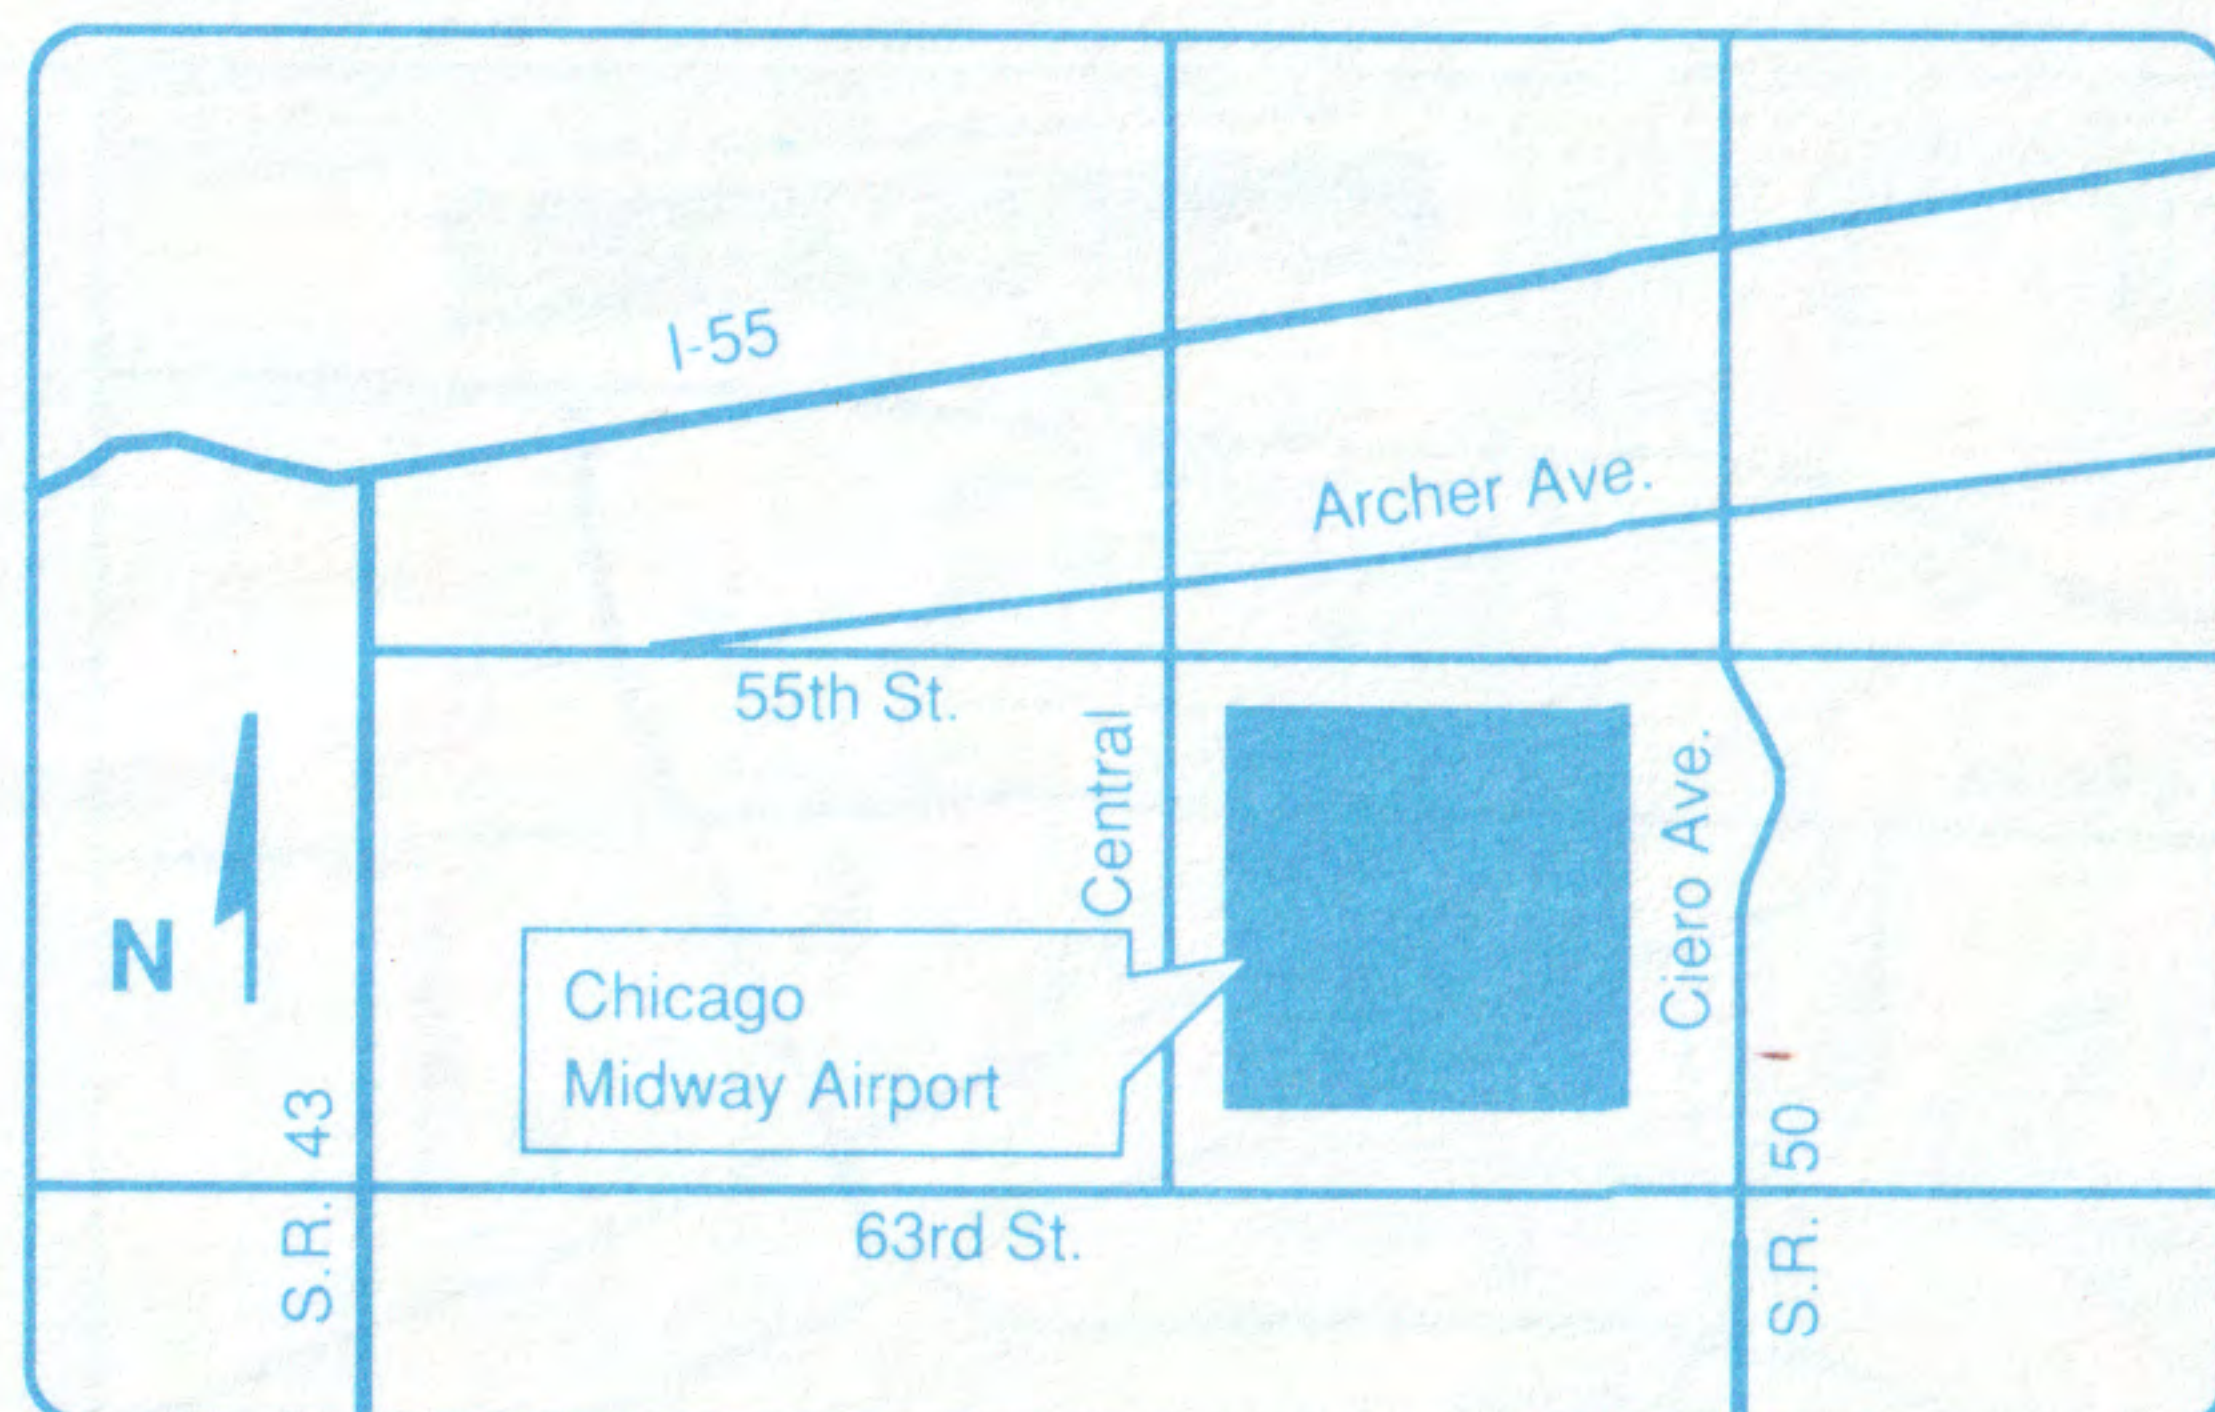 I-55
Archer Ave.
55th St.
Central
Ciero Ave.
N
Chicago
Midway Airport
S.R. 43
S.R. 50
63rd St.